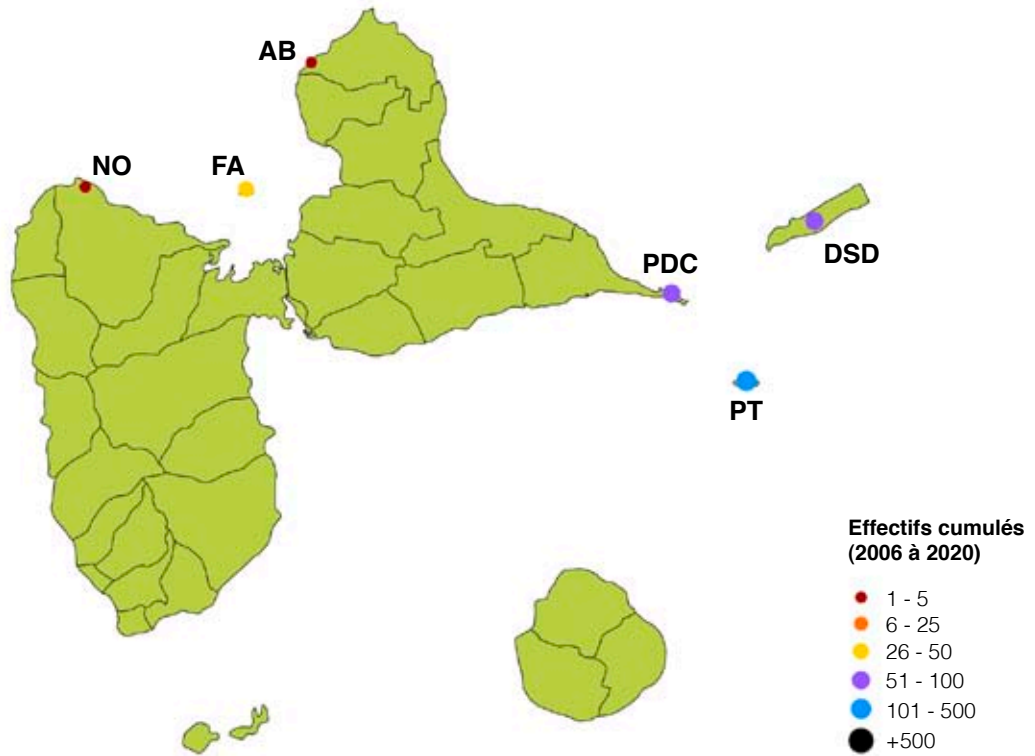 AB
NO
FA
DSD
PDC
PT
Effectifs cumulés
(2006 à 2020)
1 - 5
6 - 25
26 - 50
51 - 100
101 - 500
+500